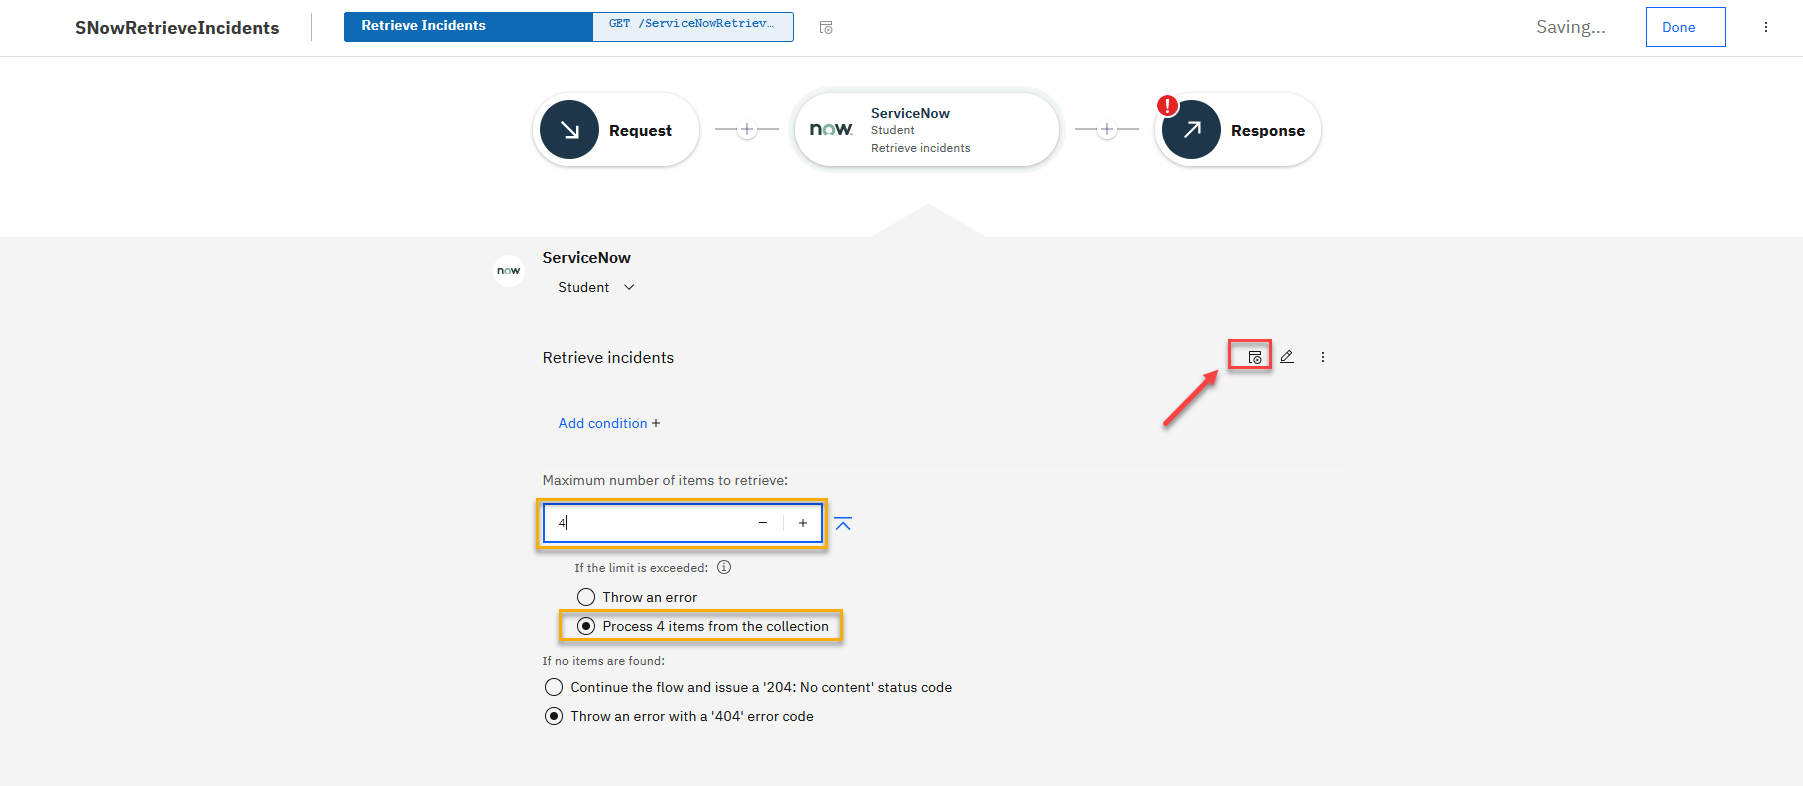 SNowRetrieveIncidents
Retrieve Incidents
GET /ServiceNowRetriev…
Saving...
Done
Request
now
ServiceNow
Student
Retrieve incidents
!
Response
now
ServiceNow
Student
Retrieve incidents
Add condition +
Maximum number of items to retrieve:
4
If the limit is exceeded:
Throw an error
Process 4 items from the collection
If no items are found:
Continue the flow and issue a '204: No content' status code
Throw an error with a '404' error code